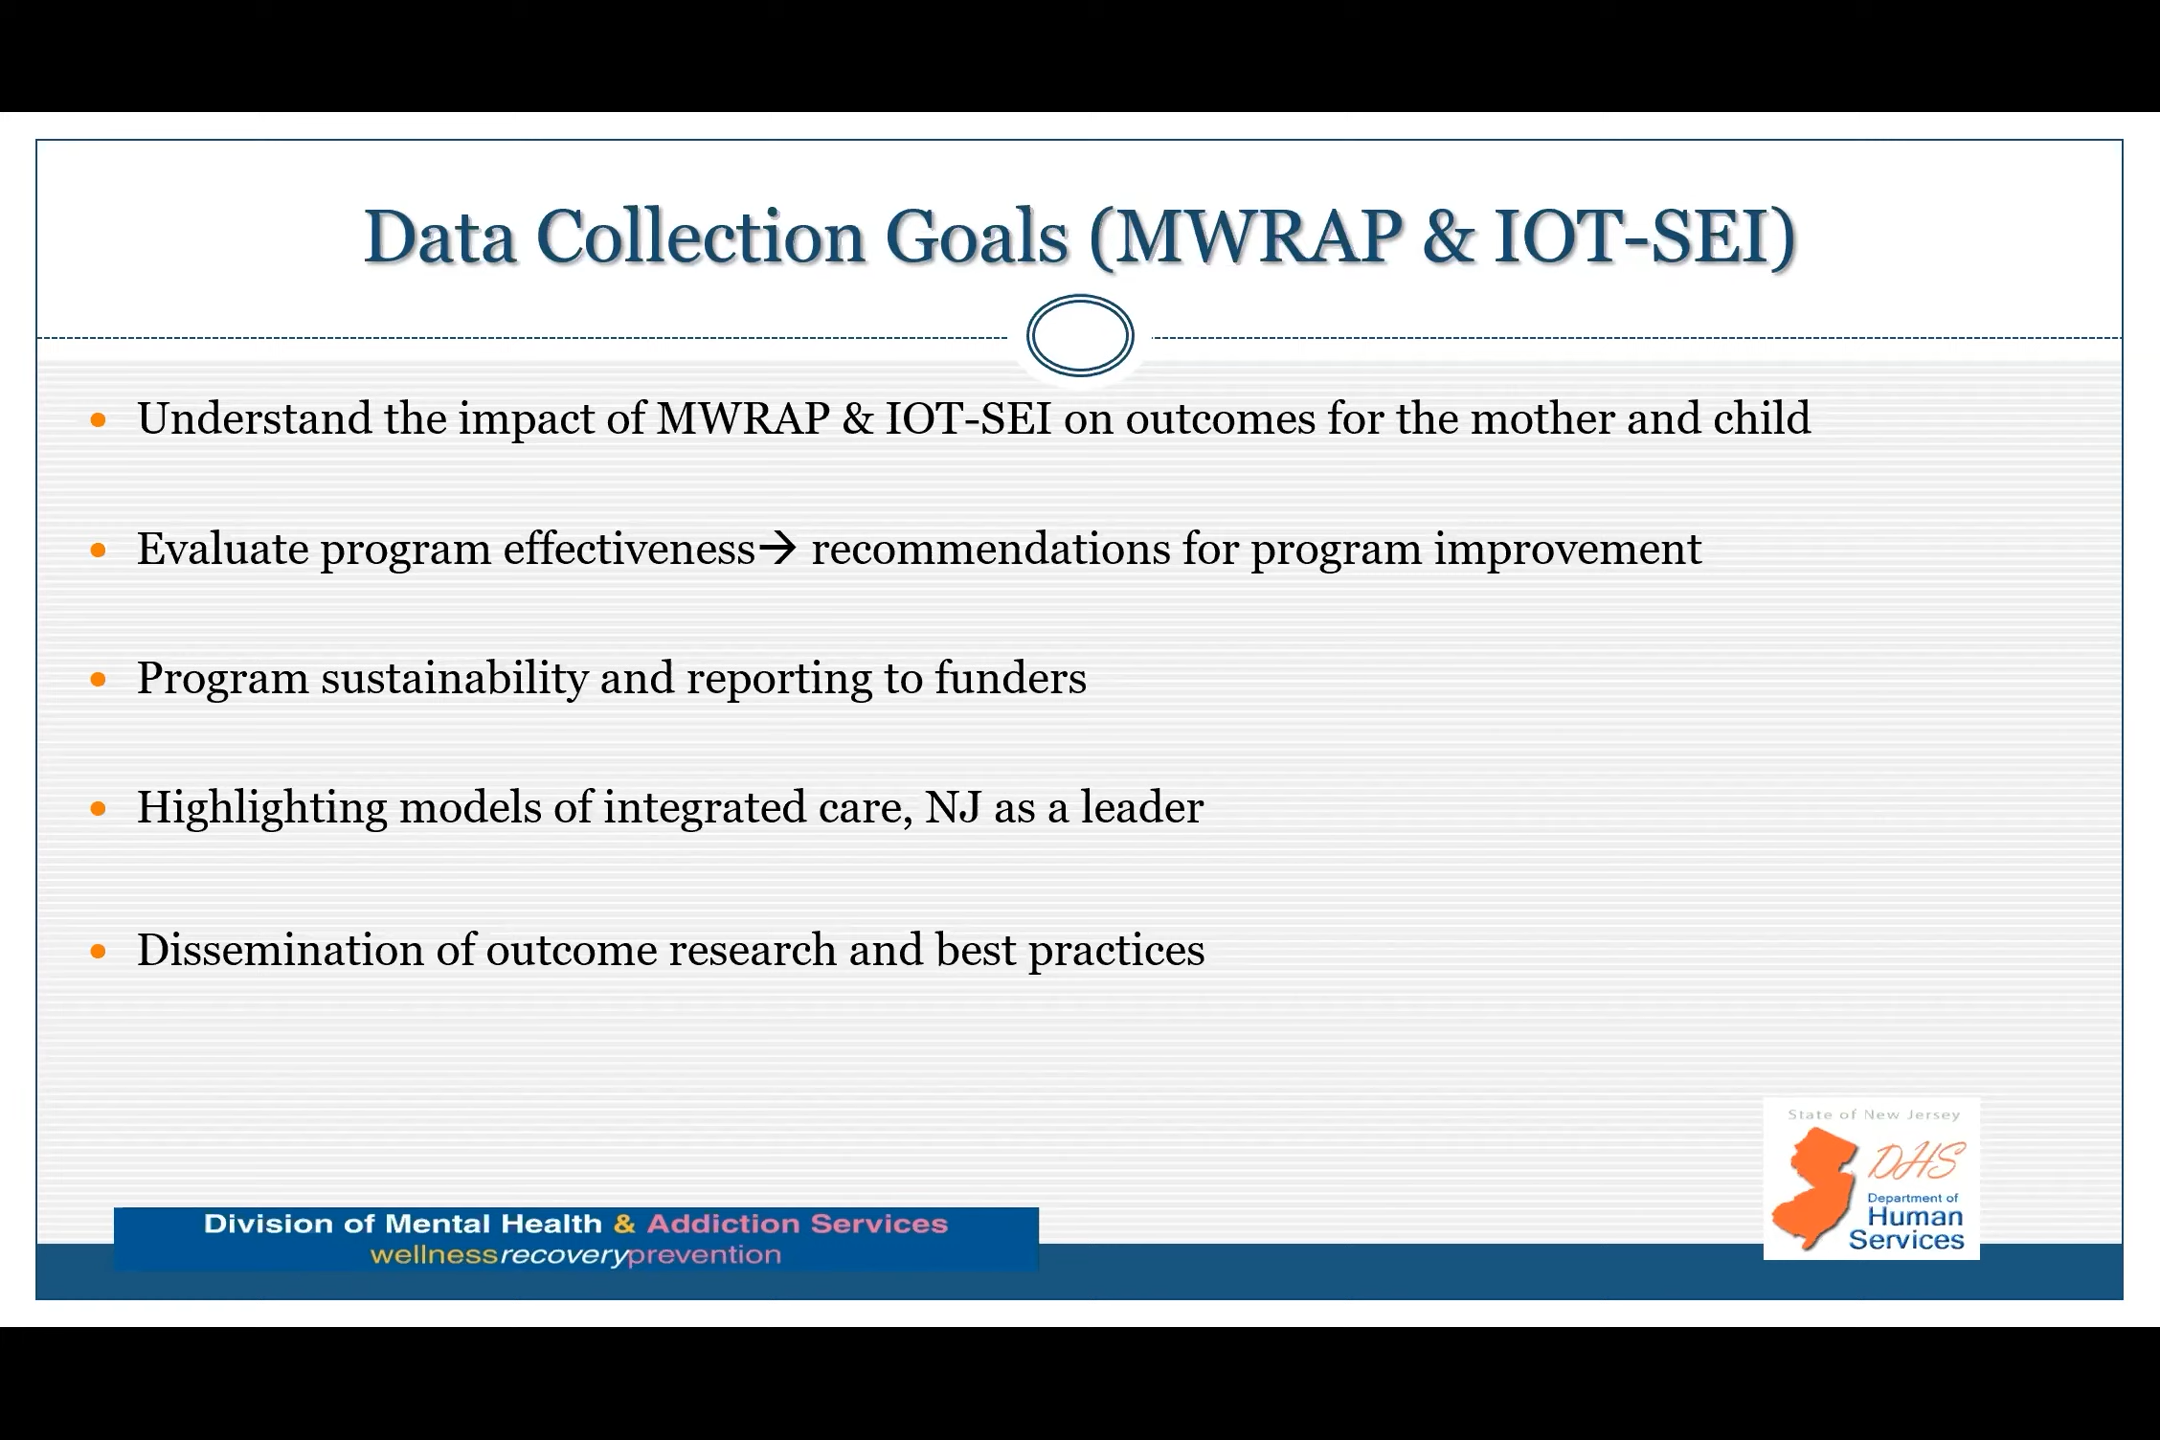 Data Collection Goals (MWRAP & IOT-SEI)
• Understand the impact of MWRAP & IOT-SEI on outcomes for the mother and child
• Evaluate program effectiveness→ recommendations for program improvement
• Program sustainability and reporting to funders
• Highlighting models of integrated care, NJ as a leader
• Dissemination of outcome research and best practices
Division of Mental Health & Addiction Services
wellnessrecoveryprevention
State of New Jersey
DHS
Department of
Human
Services